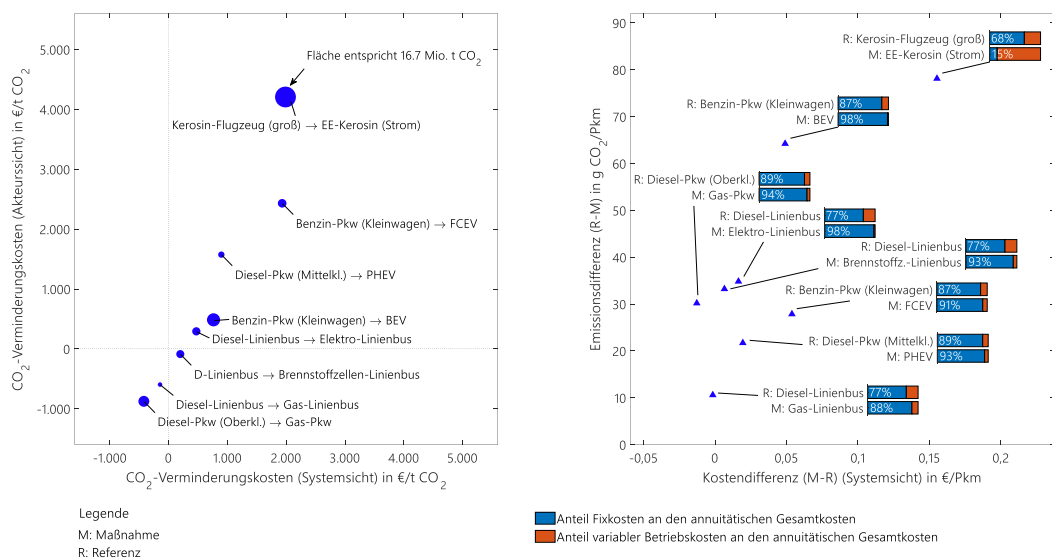 CO2-Verminderungskosten (Akteurssicht) in €/t CO2
5.000
4.000
3.000
2.000
1.000
0
-1.000
Fläche entspricht 16.7 Mio. t CO2
Kerosin-Flugzeug (groß) → EE-Kerosin (Strom)
Benzin-Pkw (Kleinwagen) → FCEV
Diesel-Pkw (Mittelkl.) → PHEV
Benzin-Pkw (Kleinwagen) → BEV
Diesel-Linienbus → Elektro-Linienbus
D-Linienbus → Brennstoffzellen-Linienbus
Diesel-Linienbus → Gas-Linienbus
Diesel-Pkw (Oberkl.) → Gas-Pkw
-1.000 0 1.000 2.000 3.000 4.000 5.000
CO2-Verminderungskosten (Systemsicht) in €/t CO2
Emissionsdifferenz (R-M) in g CO2/Pkm
90
80
70
60
50
40
30
20
10
0
R: Kerosin-Flugzeug (groß) 68%
M: EE-Kerosin (Strom) 15%
R: Benzin-Pkw (Kleinwagen) 87%
M: BEV 98%
R: Diesel-Pkw (Oberkl.) 89%
M: Gas-Pkw 94%
R: Diesel-Linienbus 77%
M: Elektro-Linienbus 98%
R: Diesel-Linienbus 77%
M: Brennstoffz.-Linienbus 93%
R: Benzin-Pkw (Kleinwagen) 87%
M: FCEV 91%
R: Diesel-Pkw (Mittelkl.) 89%
M: PHEV 93%
R: Diesel-Linienbus 77%
M: Gas-Linienbus 88%
-0,05 0 0,05 0,1 0,15 0,2
Kostendifferenz (M-R) (Systemsicht) in €/Pkm
Legende
M: Maßnahme
R: Referenz
Anteil Fixkosten an den annuitätischen Gesamtkosten
Anteil variabler Betriebskosten an den annuitätischen Gesamtkosten